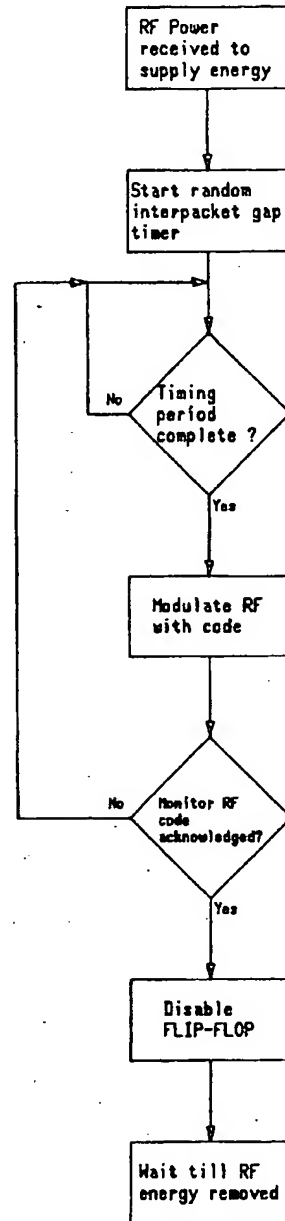 RF Power
received to
supply energy
Start random
interpacket gap
timer
No
Timing
period
complete ?
Yes
Modulate RF
with code
No
Monitor RF
code
acknowledged?
Yes
Disable
FLIP-FLOP
Wait till RF
energy removed